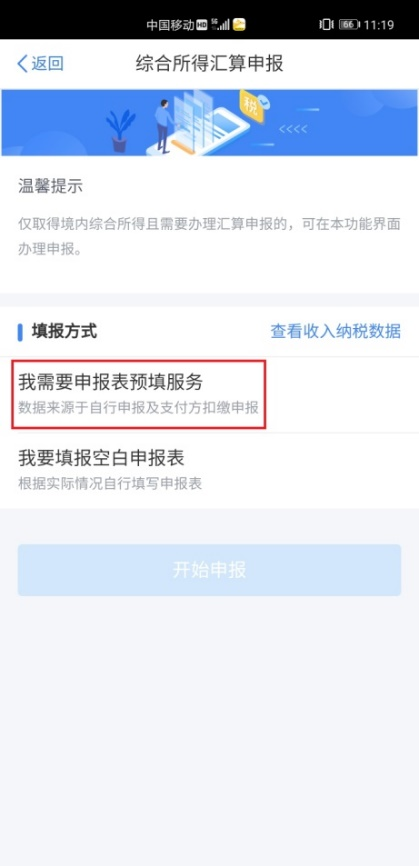 中国移动 HD 5G 66 11:19
返回 综合所得汇算申报
税
温馨提示
仅取得境内综合所得且需要办理汇算申报的，可在本功能界面
办理申报。
填报方式 查看收入纳税数据
我需要申报表预填服务
数据来源于自行申报及支付方扣缴申报
我要填报空白申报表
根据实际情况自行填写申报表
开始申报